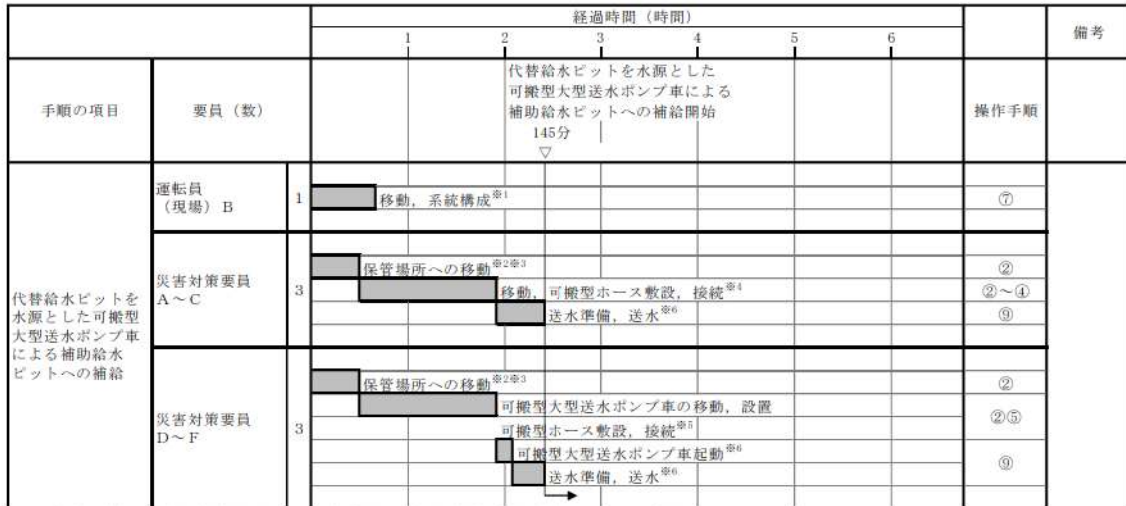 経過時間（時間）
備考
1 2 3 4 5 6
手順の項目
要員（数）
代替給水ピットを水源とした
可搬型大型送水ポンプ車による
補助給水ピットへの補給開始
145分
▽
操作手順
代替給水ピットを
水源とした可搬型
大型送水ポンプ車
による補助給水
ピットへの補給
運転員
（現場）B
1
移動，系統構成※1
⑦
災害対策要員
A～C
3
保管場所への移動※2※3
②
移動，可搬型ホース敷設，接続※4
②～④
送水準備，送水※6
⑨
災害対策要員
D～F
3
保管場所への移動※2※3
②
可搬型大型送水ポンプ車の移動，設置
可搬型ホース敷設，接続※5
②⑤
可搬型大型送水ポンプ車起動※6
送水準備，送水※6
⑨